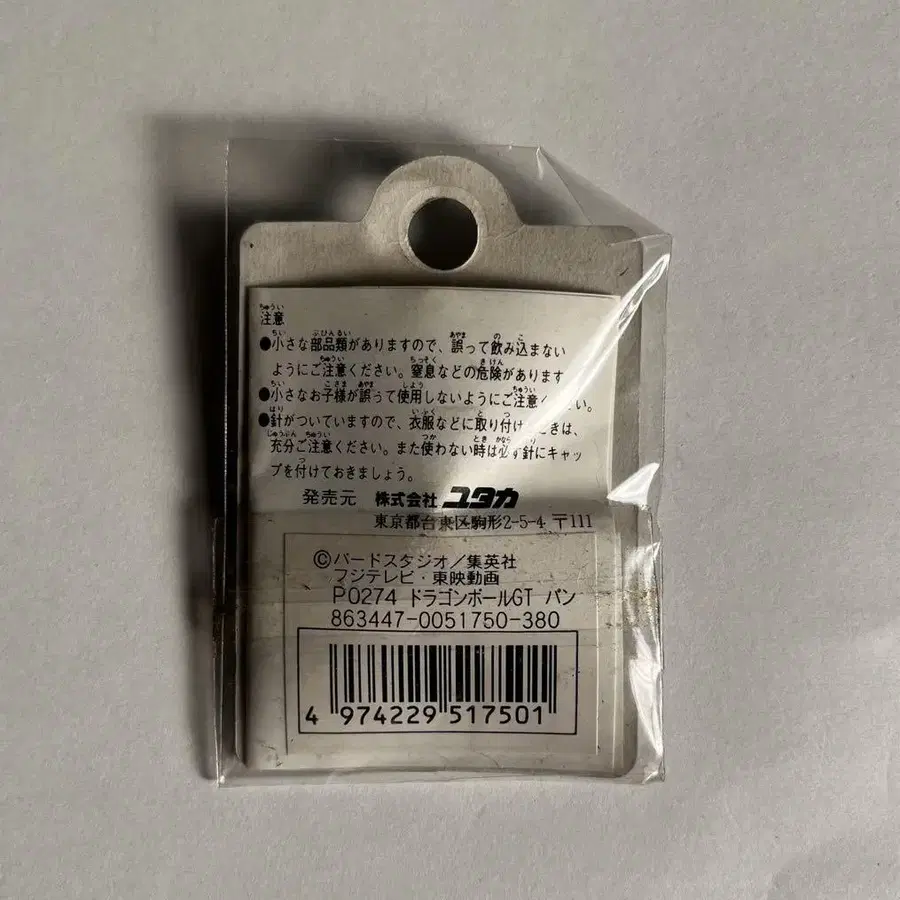 注意
●小さな部品類がありますので、誤って飲み込まない
ようにご注意ください。窒息などの危険があります
●小さなお子様が誤って使用しないようにご注意ください。
●針がついていますので、衣服などに取り付けるときは、
充分ご注意ください。また使わない時は必ず針にキャッ
プを付けておきましょう。
発売元 株式会社 ユタカ
東京都台東区駒形2-5-4 〒111
©バードスタジオ/集英社
フジテレビ・東映動画
P0274 ドラゴンボールGT パン
863447-0051750-380
4 974229 517501